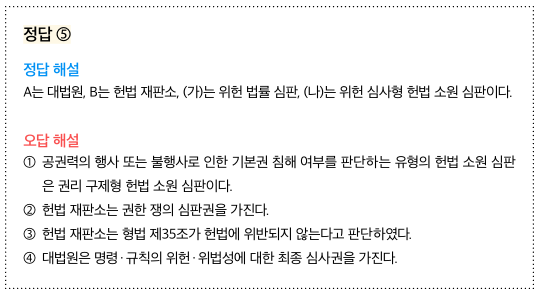 정답 ⑤
정답 해설
A는 대법원, B는 헌법 재판소, (가)는 위헌 법률 심판, (나)는 위헌 심사형 헌법 소원 심판이다.
오답 해설
① 공권력의 행사 또는 불행사로 인한 기본권 침해 여부를 판단하는 유형의 헌법 소원 심판
은 권리 구제형 헌법 소원 심판이다.
② 헌법 재판소는 권한 쟁의 심판권을 가진다.
③ 헌법 재판소는 형법 제35조가 헌법에 위반되지 않는다고 판단하였다.
④ 대법원은 명령·규칙의 위헌·위법성에 대한 최종 심사권을 가진다.